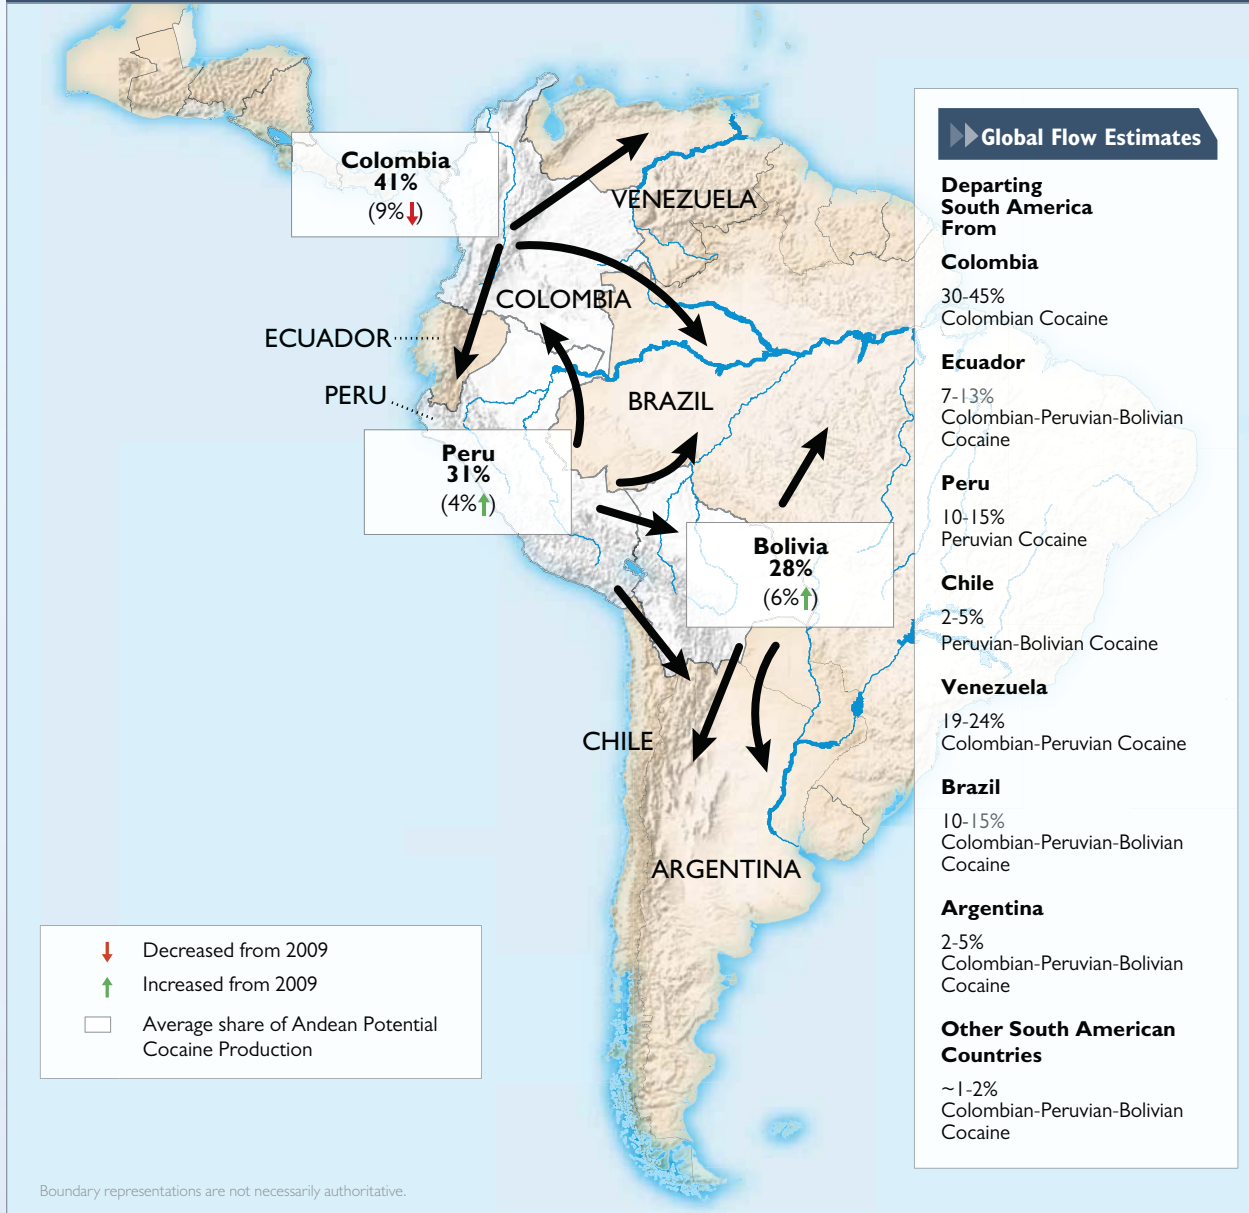 Colombia
41%
(9%↓)
VENEZUELA
COLOMBIA
ECUADOR
PERU
BRAZIL
Peru
31%
(4%↑)
Bolivia
28%
(6%↑)
CHILE
ARGENTINA
Global Flow Estimates
Departing
South America
From
Colombia
30-45%
Colombian Cocaine
Ecuador
7-13%
Colombian-Peruvian-Bolivian
Cocaine
Peru
10-15%
Peruvian Cocaine
Chile
2-5%
Peruvian-Bolivian Cocaine
Venezuela
19-24%
Colombian-Peruvian Cocaine
Brazil
10-15%
Colombian-Peruvian-Bolivian
Cocaine
Argentina
2-5%
Colombian-Peruvian-Bolivian
Cocaine
Other South American
Countries
~1-2%
Colombian-Peruvian-Bolivian
Cocaine
Decreased from 2009
Increased from 2009
Average share of Andean Potential
Cocaine Production
Boundary representations are not necessarily authoritative.